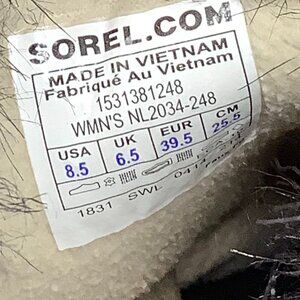 SOREL.COM
MADE IN VIETNAM
Fabriqué Au Vietnam
1531381248
WMN'S NL2034-248
USA UK EUR CM
8.5 6.5 39.5 25.5
1831 SWL